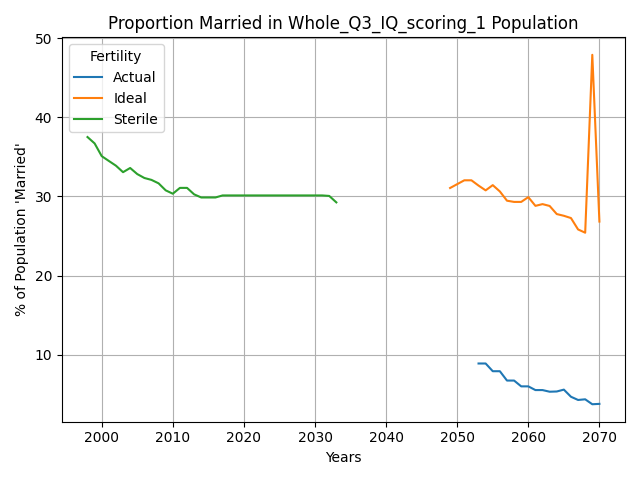 Proportion Married in Whole_Q3_IQ_scoring_1 Population
50
40
30
20
10
% of Population 'Married'
Fertility
Actual
Ideal
Sterile
2000 2010 2020 2030 2040 2050 2060 2070
Years